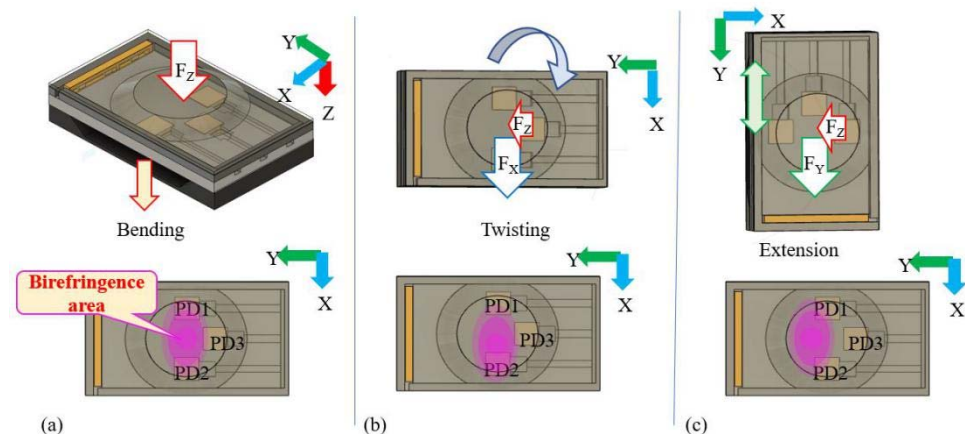 Y
X
Z
F_Z
Bending
Birefringence
area
Y
X
PD1
PD3
PD2
(a)
Y
X
F_Z
F_X
Twisting
Y
X
PD1
PD3
PD2
(b)
X
Y
F_Z
F_Y
Extension
Y
X
PD1
PD3
PD2
(c)